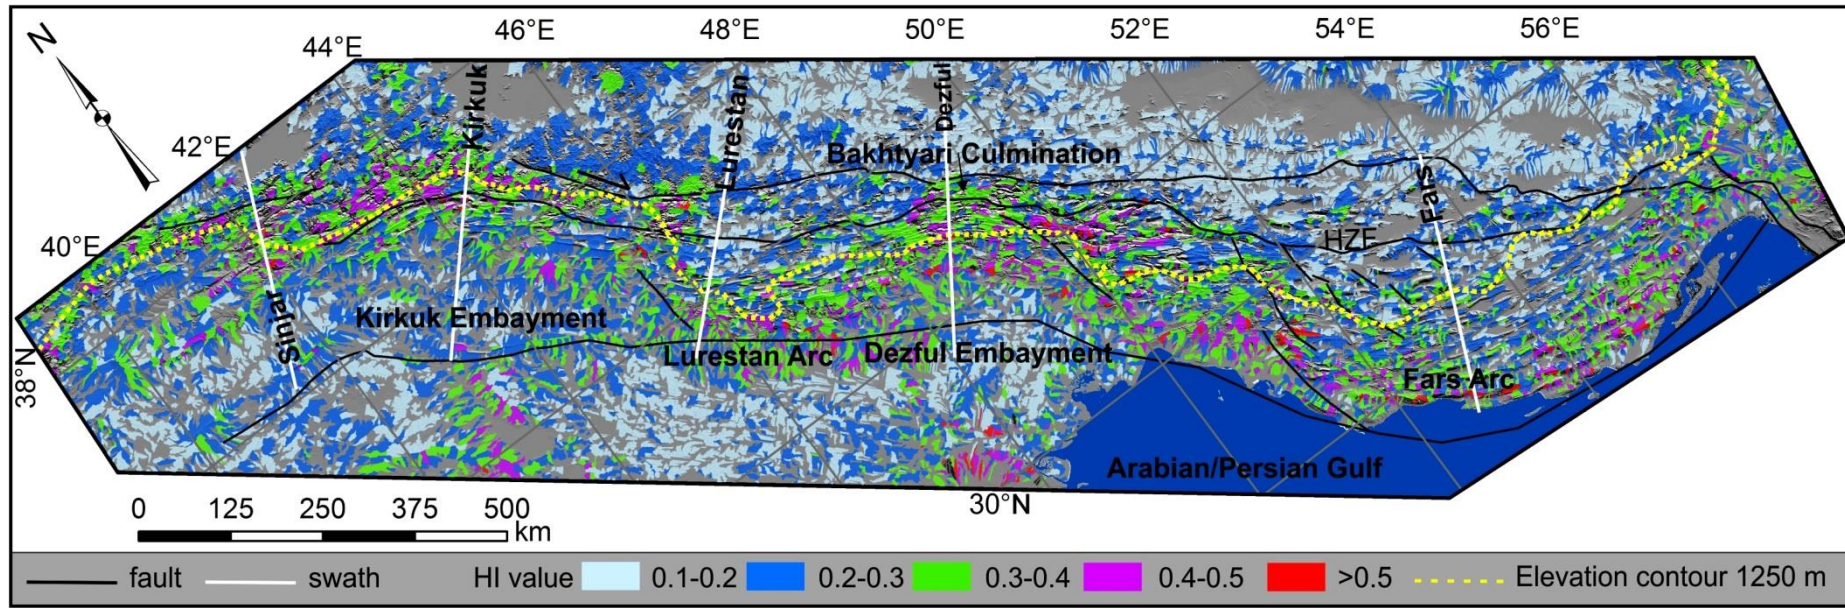 N
44°E
46°E
48°E
50°E
52°E
54°E
56°E
42°E
40°E
38°N
30°N
Kirkuk
Lurestan
Dezful
Fars
Sinjar
Bakhtyari Culmination
HZF
Kirkuk Embayment
Lurestan Arc
Dezful Embayment
Fars Arc
Arabian/Persian Gulf
0 125 250 375 500
km
fault swath HI value 0.1-0.2 0.2-0.3 0.3-0.4 0.4-0.5 >0.5 Elevation contour 1250 m